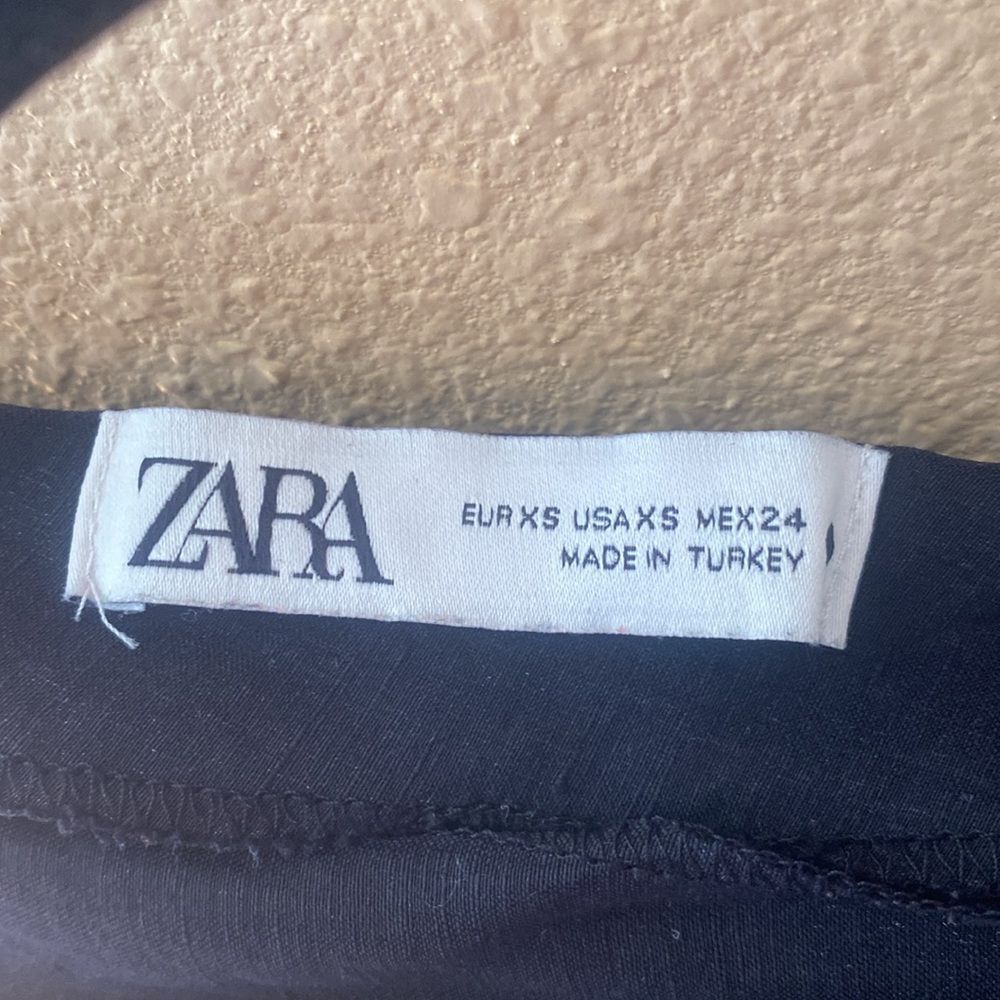 ZARA
EUR XS USA XS MEX 24
MADE IN TURKEY